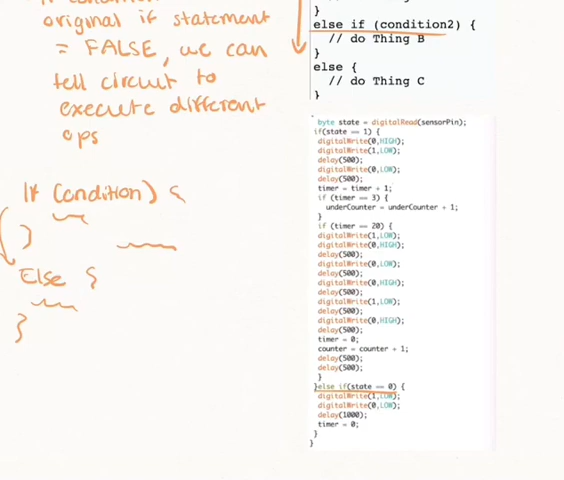 original if statement
= FALSE, we can
tell circuit to
execute different
ops
If (condition) {
}
Else {
}
}
else if (condition2) {
// do Thing B
}
else {
// do Thing C
}
byte state = digitalRead(sensorPin);
if(state == 1) {
digitalWrite(0,HIGH);
digitalWrite(1,LOW);
delay(500);
digitalWrite(0,LOW);
delay(500);
timer = timer + 1;
if (timer == 3) {
underCounter = underCounter + 1;
}
if (timer == 20) {
digitalWrite(1,LOW);
digitalWrite(0,HIGH);
delay(500);
digitalWrite(0,LOW);
delay(500);
digitalWrite(0,HIGH);
delay(500);
digitalWrite(1,LOW);
delay(500);
digitalWrite(0,HIGH);
delay(500);
timer = 0;
counter = counter + 1;
delay(500);
delay(500);
}
}else if(state == 0) {
digitalWrite(1,LOW);
digitalWrite(0,LOW);
delay(1000);
timer = 0;
}
}